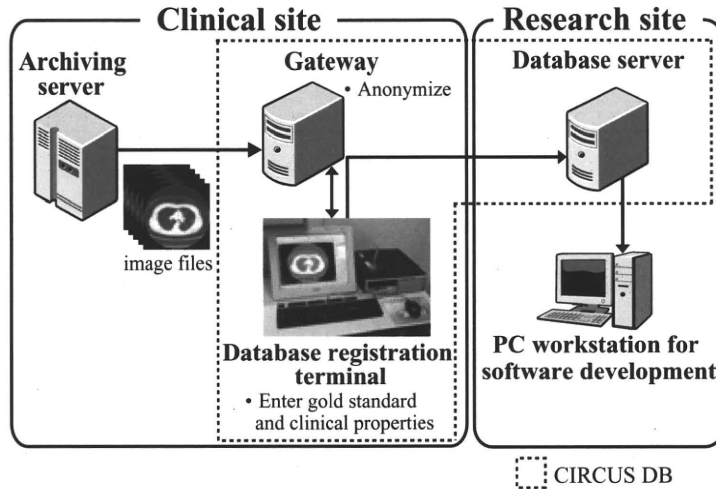 Clinical site
Research site
Archiving
server
Gateway
• Anonymize
Database server
image files
Database registration
terminal
• Enter gold standard
and clinical properties
PC workstation for
software development
CIRCUS DB